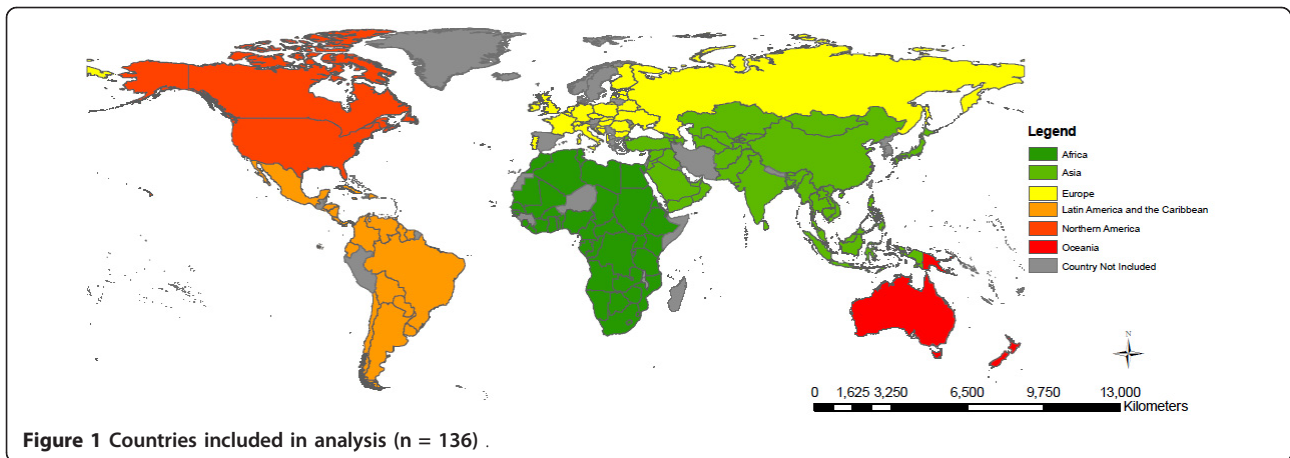 Legend
Africa
Asia
Europe
Latin America and the Caribbean
Northern America
Oceania
Country Not Included
N
0 1,625 3,250 6,500 9,750 13,000
Kilometers
Figure 1 Countries included in analysis (n = 136) .